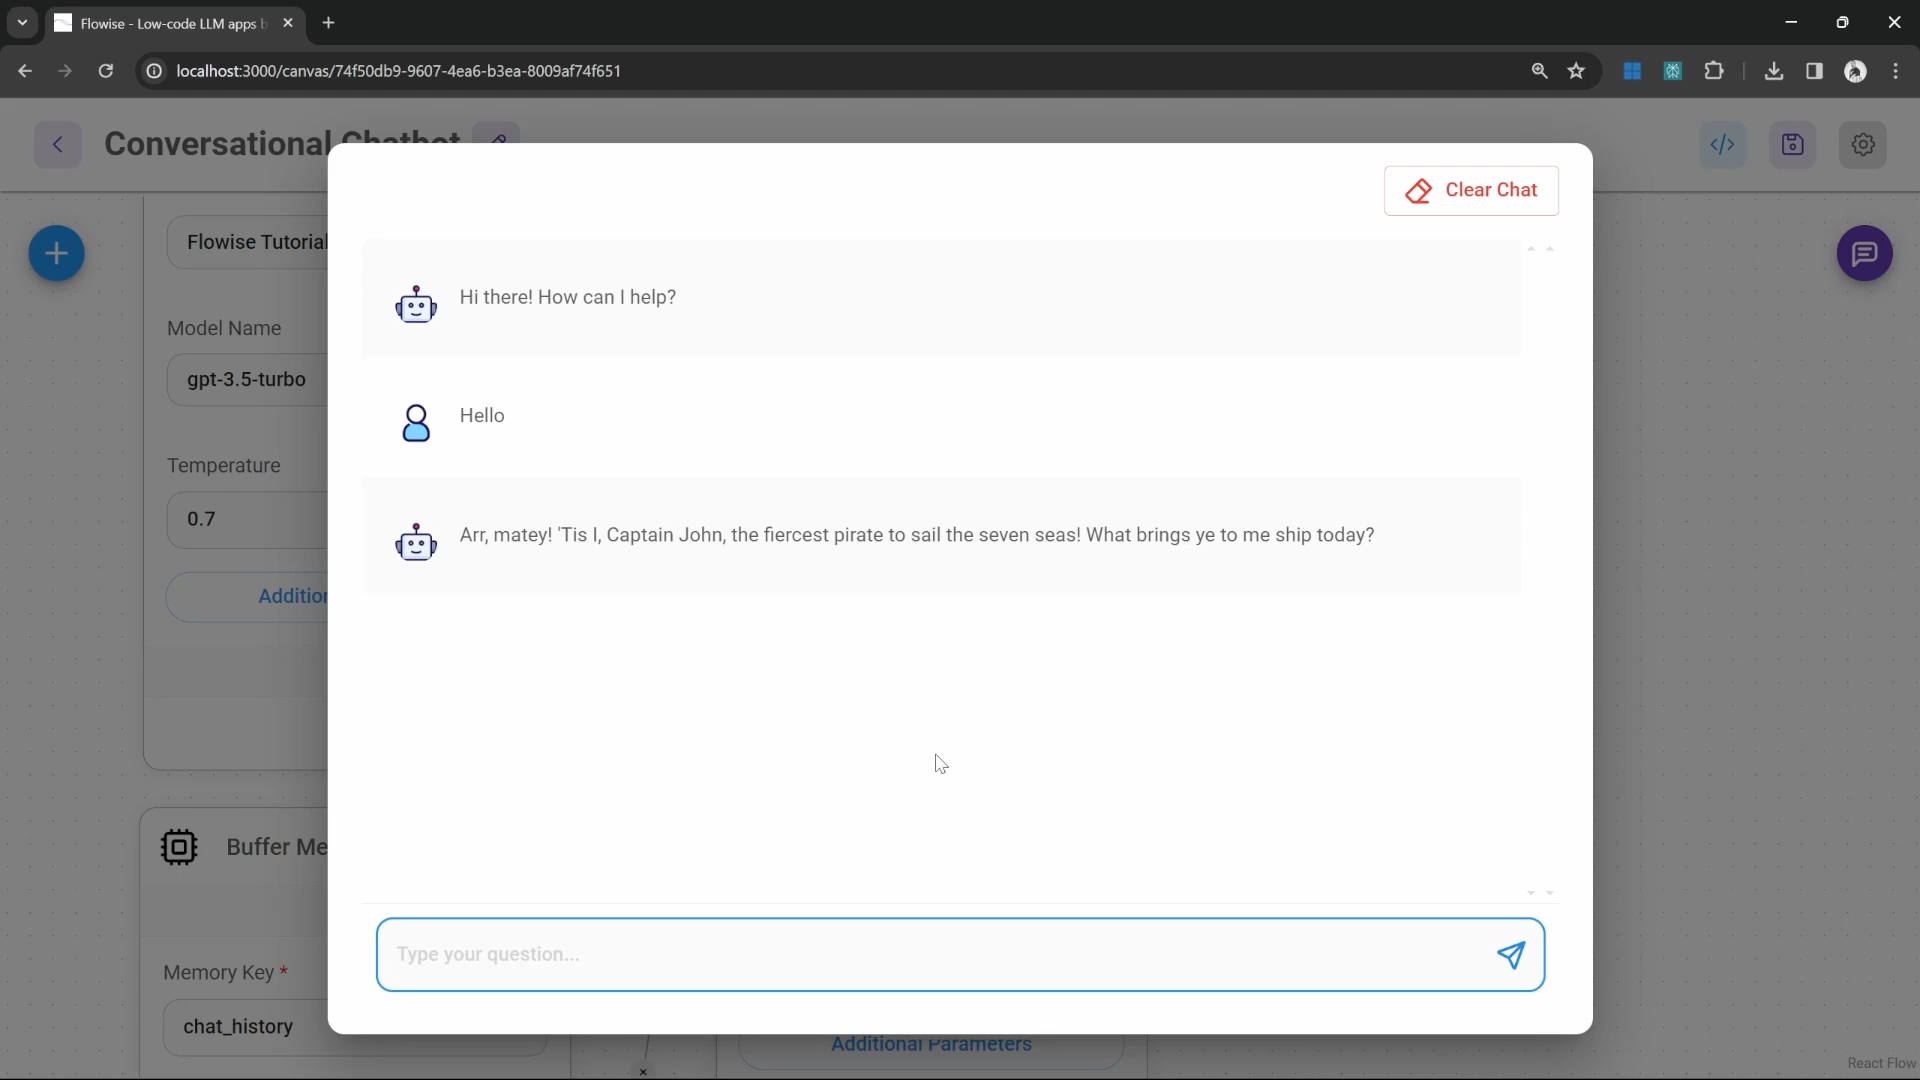 Flowise - Low-code LLM apps b
localhost:3000/canvas/74f50db9-9607-4ea6-b3ea-8009af74f651
Conversational Chatbot
Clear Chat
Flowise Tutorial
Hi there! How can I help?
Model Name
gpt-3.5-turbo
Hello
Temperature
0.7
Arr, matey! 'Tis I, Captain John, the fiercest pirate to sail the seven seas! What brings ye to me ship today?
Additio
Buffer Me
Type your question...
Memory Key *
chat_history
Additional Parameters
React Flow